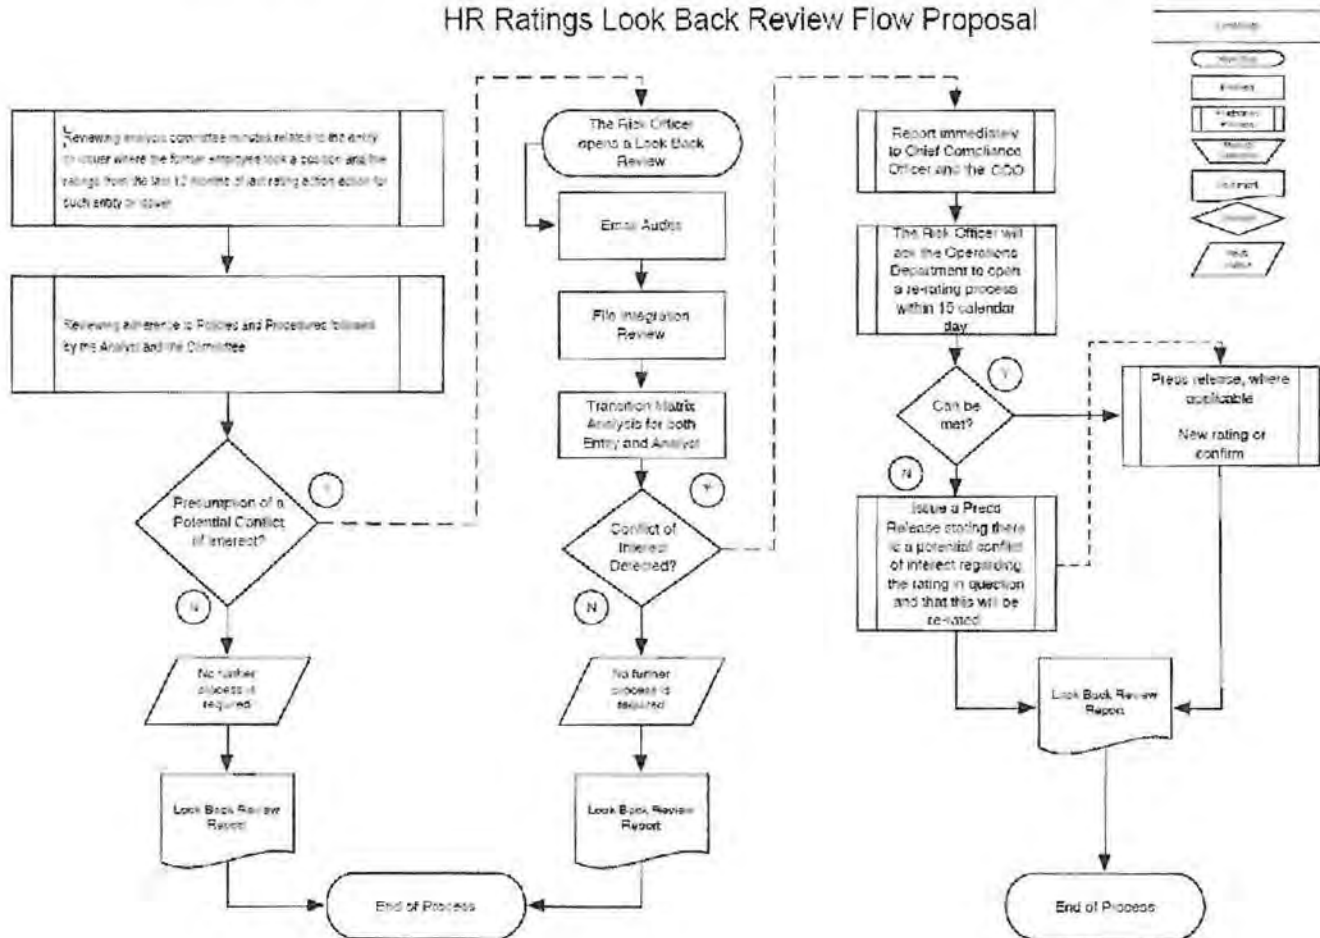 HR Ratings Look Back Review Flow Proposal
Reviewing analysis committee minutes related to the entity
or issuer where the former employee took a position and the
ratings from the last 12 months of last rating action action for
such entity or issuer
Reviewing adherence to Policies and Procedures followed
by the Analyst and the Committee
Presumption of a
Potential Conflict
of Interest?
Y
N
No further
process is
required
Look Back Review
Report
End of Process
The Risk Officer
opens a Look Back
Review
Email Audits
File Integration
Review
Transition Matrix
Analysis for both
Entity and Analyst
Conflict of
Interest
Detected?
Y
N
No further
process is
required
Look Back Review
Report
Report immediately
to Chief Compliance
Officer and the
The Risk Officer will
ask the Operations
Department to open
a re-rating process
within 15 calendar
day
Can be
met?
Y
N
Issue a Press
Release stating there
is a potential conflict
of interest regarding
the rating in question
and that this will be
re-rated
Press release, where
applicable
New rating or
confirm
Look Back Review
Report
End of Process
Document